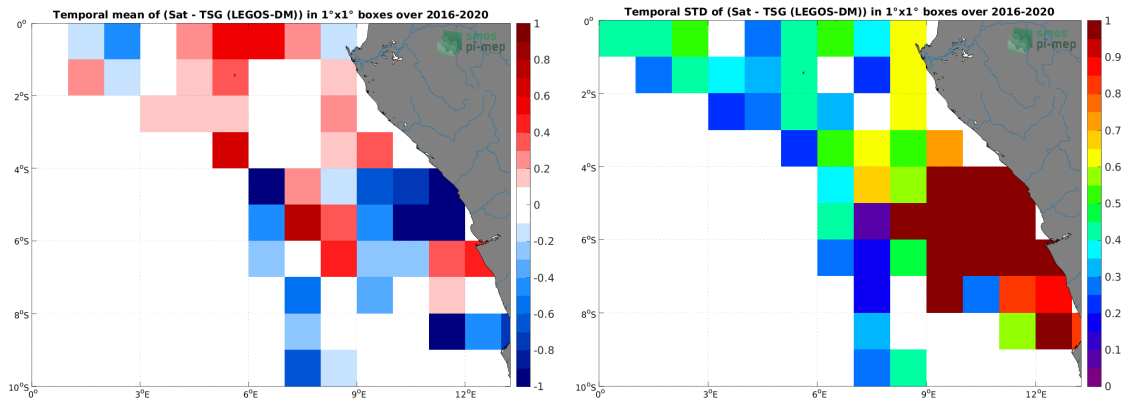 Temporal mean of (Sat - TSG (LEGOS-DM)) in 1°x1° boxes over 2016-2020
0°
2°S
4°S
6°S
8°S
10°S
0°
3°E
6°E
9°E
12°E
smos
pi-mep
1
0.8
0.6
0.4
0.2
0
-0.2
-0.4
-0.6
-0.8
-1
Temporal STD of (Sat - TSG (LEGOS-DM)) in 1°x1° boxes over 2016-2020
0°
2°S
4°S
6°S
8°S
10°S
0°
3°E
6°E
9°E
12°E
smos
pi-mep
1
0.9
0.8
0.7
0.6
0.5
0.4
0.3
0.2
0.1
0